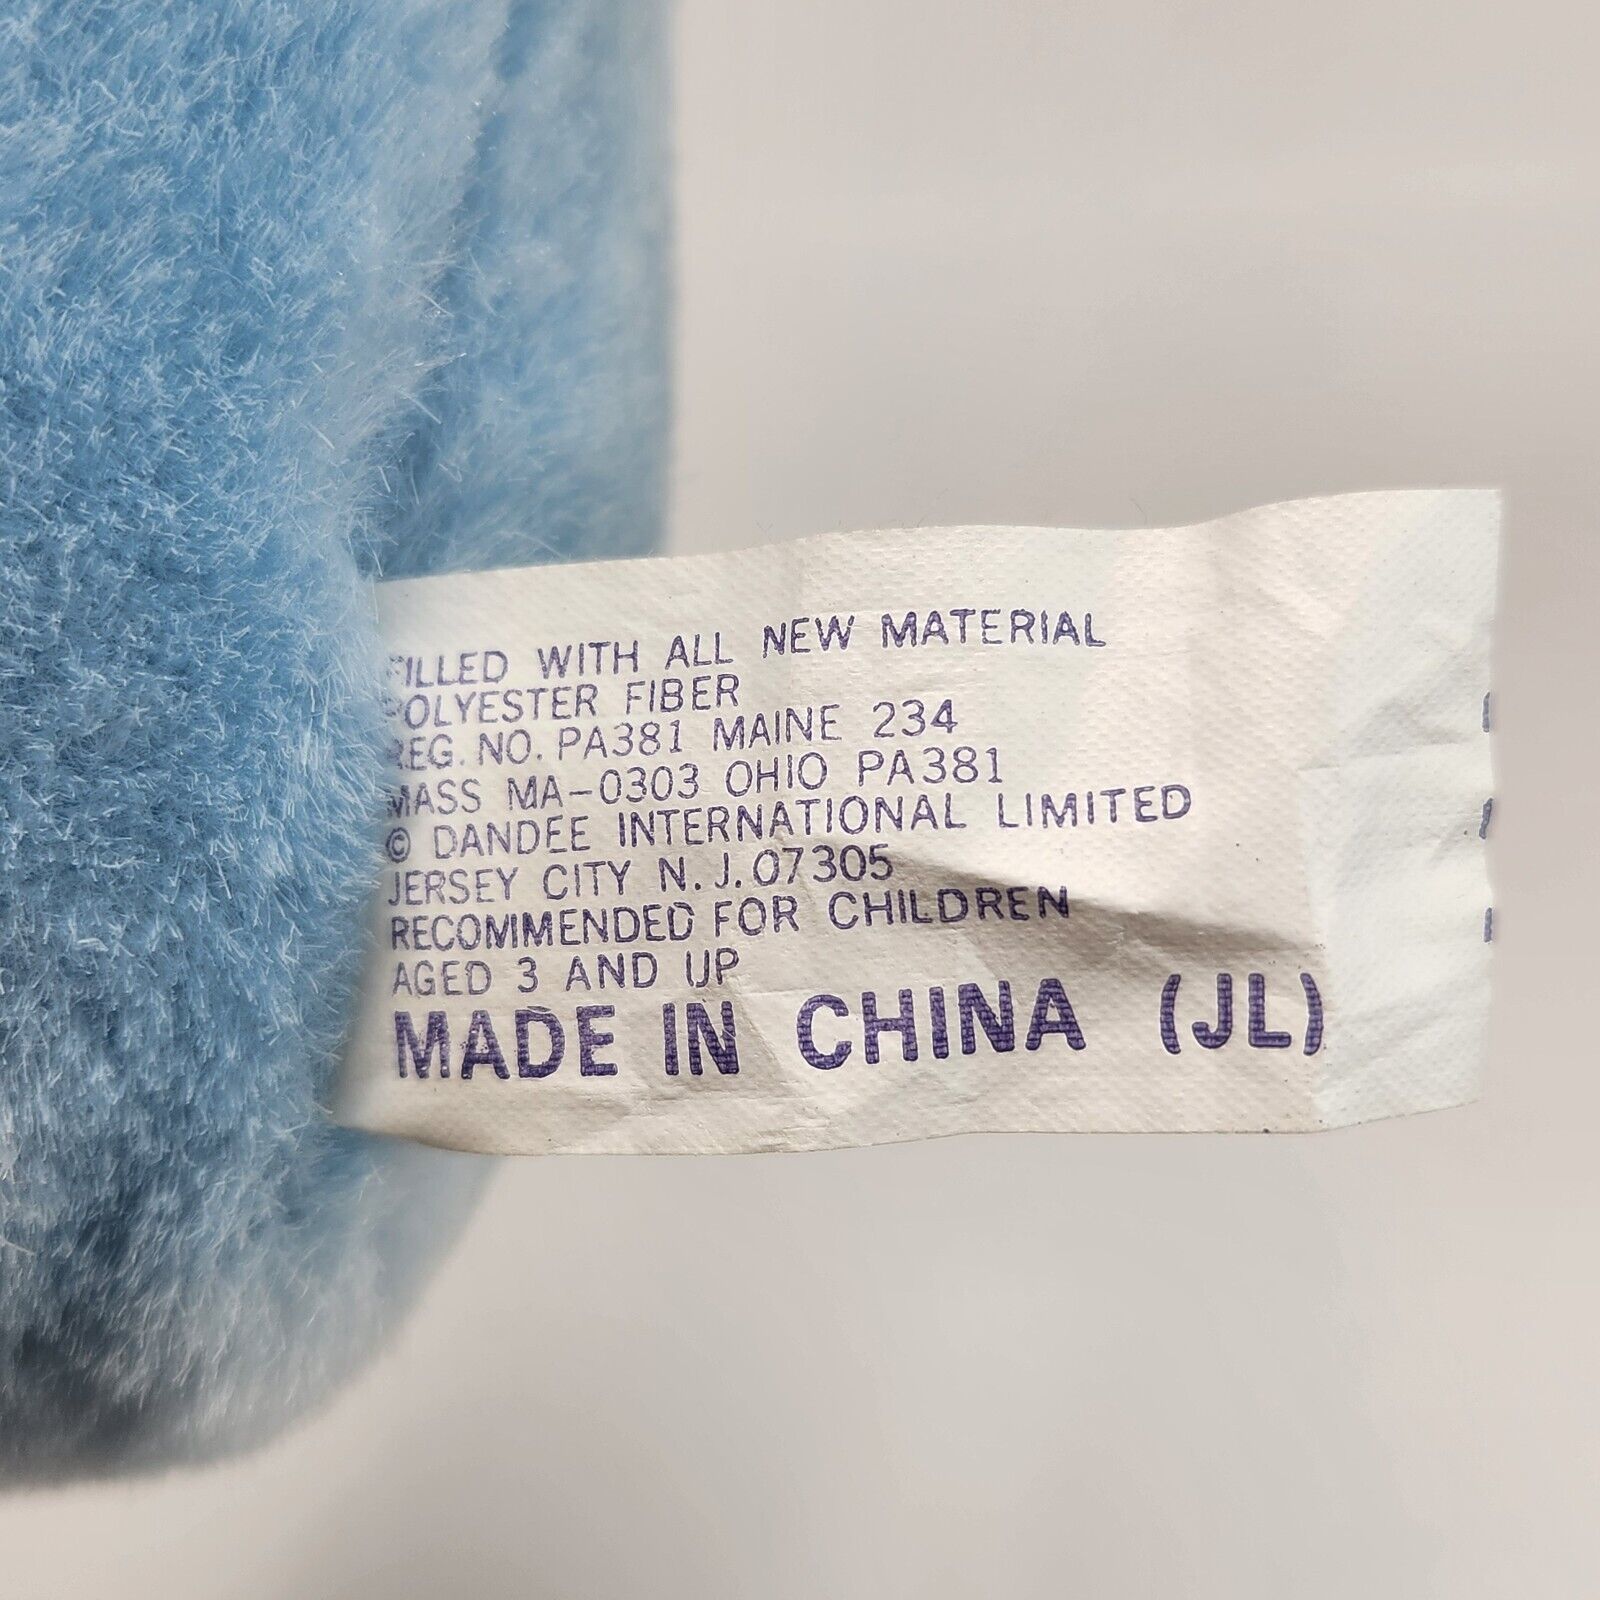 FILLED WITH ALL NEW MATERIAL
POLYESTER FIBER
REG. NO. PA381 MAINE 234
MASS MA-0303 OHIO PA381
© DANDEE INTERNATIONAL LIMITED
JERSEY CITY N.J.07305
RECOMMENDED FOR CHILDREN
AGED 3 AND UP
MADE IN CHINA (JL)